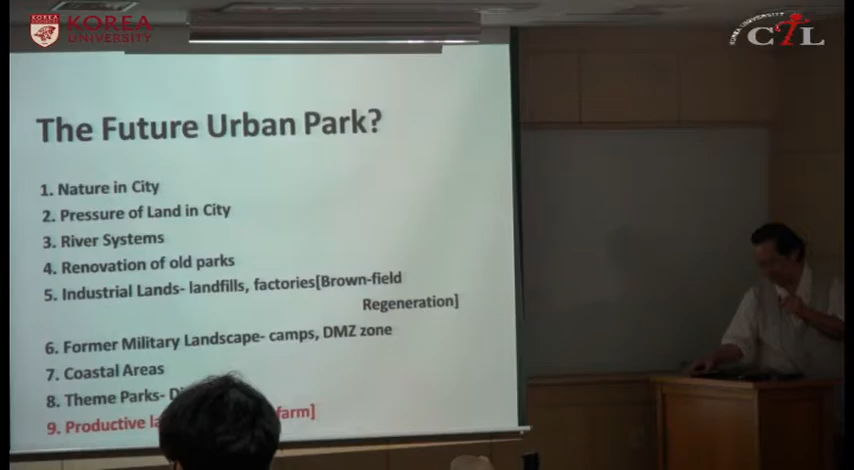 KOREA
UNIVERSITY
KOREA UNIVERSITY
CTL
The Future Urban Park?
1. Nature in City
2. Pressure of Land in City
3. River Systems
4. Renovation of old parks
5. Industrial Lands- landfills, factories[Brown-field
Regeneration]
6. Former Military Landscape- camps, DMZ zone
7. Coastal Areas
8. Theme Parks-
9. Productive farm]